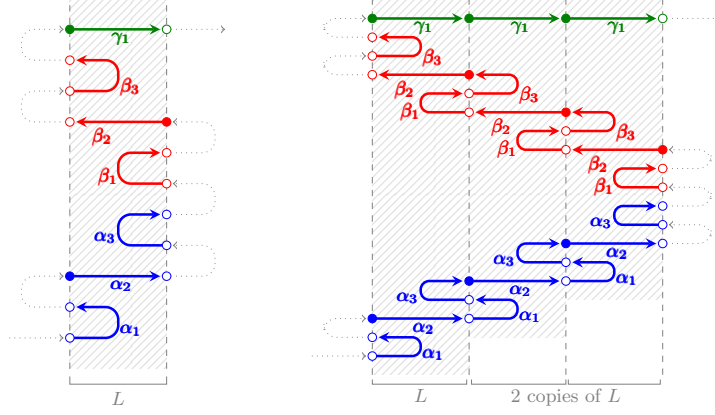 γ₁
β₃
β₂
β₁
α₃
α₂
α₁
L
γ₁ γ₁ γ₁
β₃
β₂ β₃
β₁
β₂ β₃
β₁
β₂
β₁
α₃
α₃ α₂
α₁
α₃ α₂
α₁
α₂
α₁
L 2 copies of L